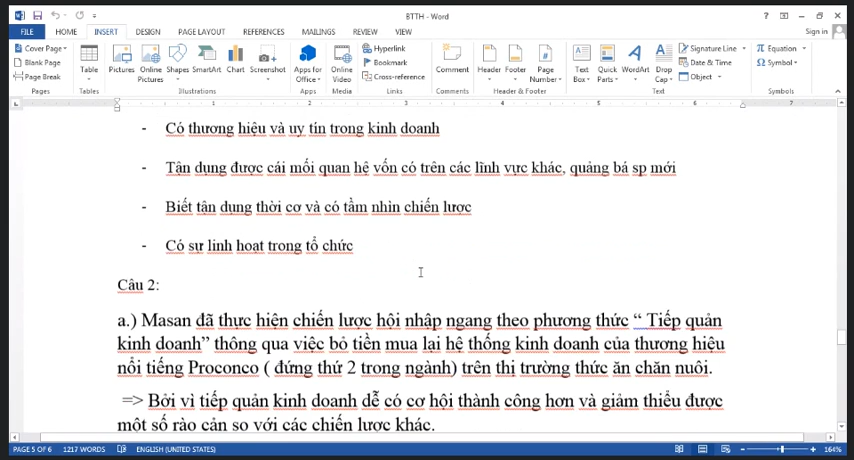 BTTH - Word
Sign in
FILE HOME INSERT DESIGN PAGE LAYOUT REFERENCES MAILINGS REVIEW VIEW
Cover Page
Blank Page
Page Break
Pages
Table
Tables
Pictures
Online Pictures
Shapes
SmartArt
Chart
Screenshot
Illustrations
Apps for Office
Apps
Online Video
Media
Hyperlink
Bookmark
Cross-reference
Links
Comment
Comments
Header
Footer
Page Number
Header & Footer
Text Box
Quick Parts
WordArt
Drop Cap
Signature Line
Date & Time
Object
Text
Equation
Symbol
Symbols
1 2 3 4 5 6 7
- Có thương hiệu và uy tín trong kinh doanh
- Tận dụng được cái mối quan hệ vốn có trên các lĩnh vực khác, quảng bá sp mới
- Biết tận dụng thời cơ và có tầm nhìn chiến lược
- Có sự linh hoạt trong tổ chức
Câu 2:
a.) Masan đã thực hiện chiến lược hội nhập ngang theo phương thức “ Tiếp quản
kinh doanh” thông qua việc bỏ tiền mua lại hệ thống kinh doanh của thương hiệu
nổi tiếng Proconco ( đứng thứ 2 trong ngành) trên thị trường thức ăn chăn nuôi.
=> Bởi vì tiếp quản kinh doanh dễ có cơ hội thành công hơn và giảm thiểu được
một số rào cản so với các chiến lược khác.
PAGE 5 OF 6 1217 WORDS ENGLISH (UNITED STATES) 164%